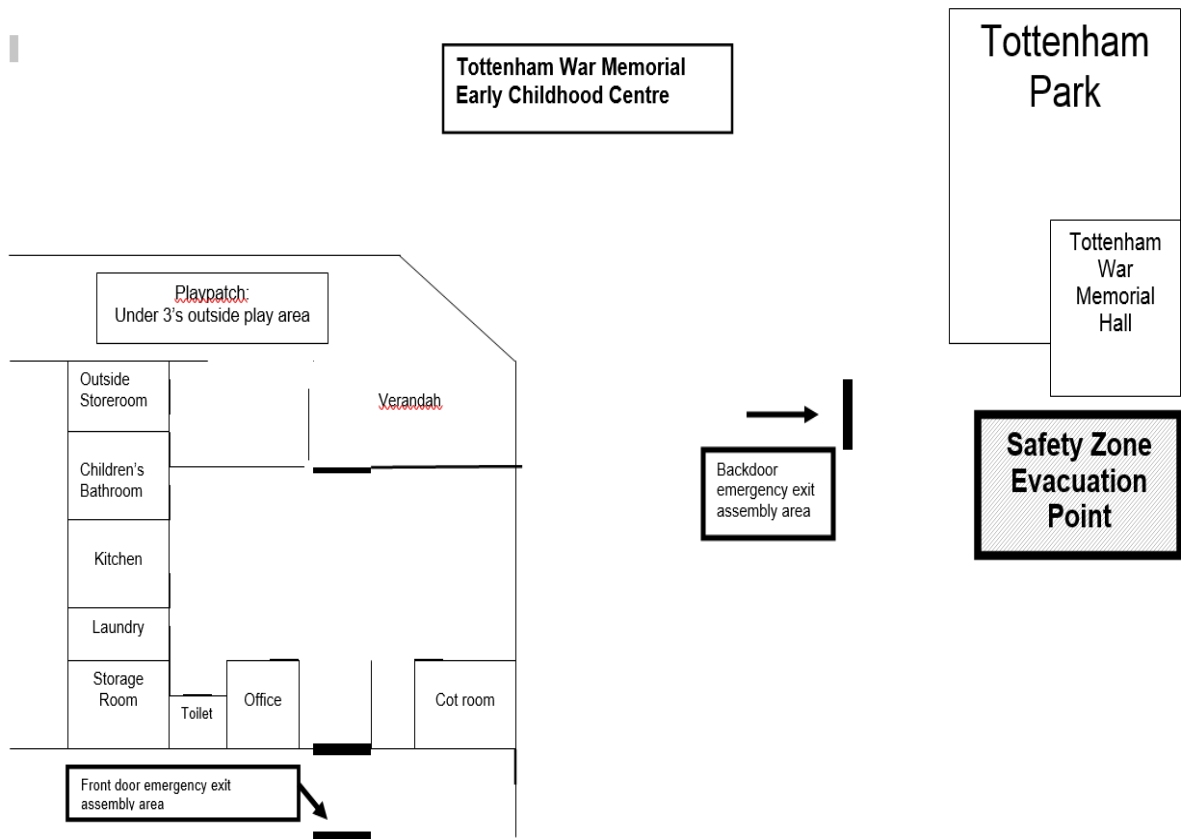 Tottenham War Memorial
Early Childhood Centre
Tottenham
Park
Tottenham
War
Memorial
Hall
Playpatch:
Under 3's outside play area
Outside
Storeroom
Verandah
Children's
Bathroom
Backdoor
emergency exit
assembly area
Safety Zone
Evacuation
Point
Kitchen
Laundry
Storage
Room
Toilet
Office
Cot room
Front door emergency exit
assembly area